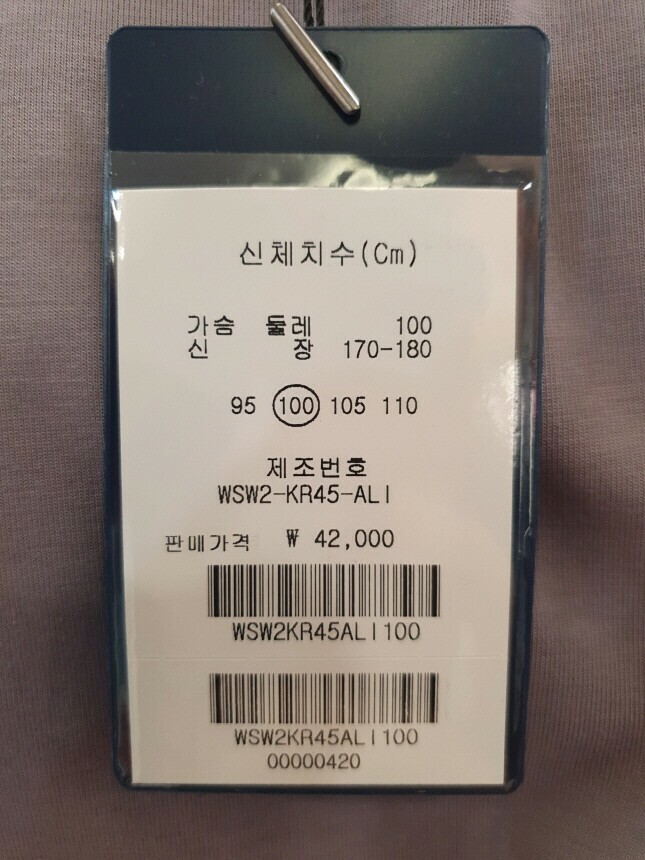 신체치수(Cm)
가슴 둘레 100
신 장 170-180
95 100 105 110
제조번호
WSW2-KR45-ALI
판매가격 ₩ 42,000
WSW2KR45ALI100
WSW2KR45ALI100
00000420